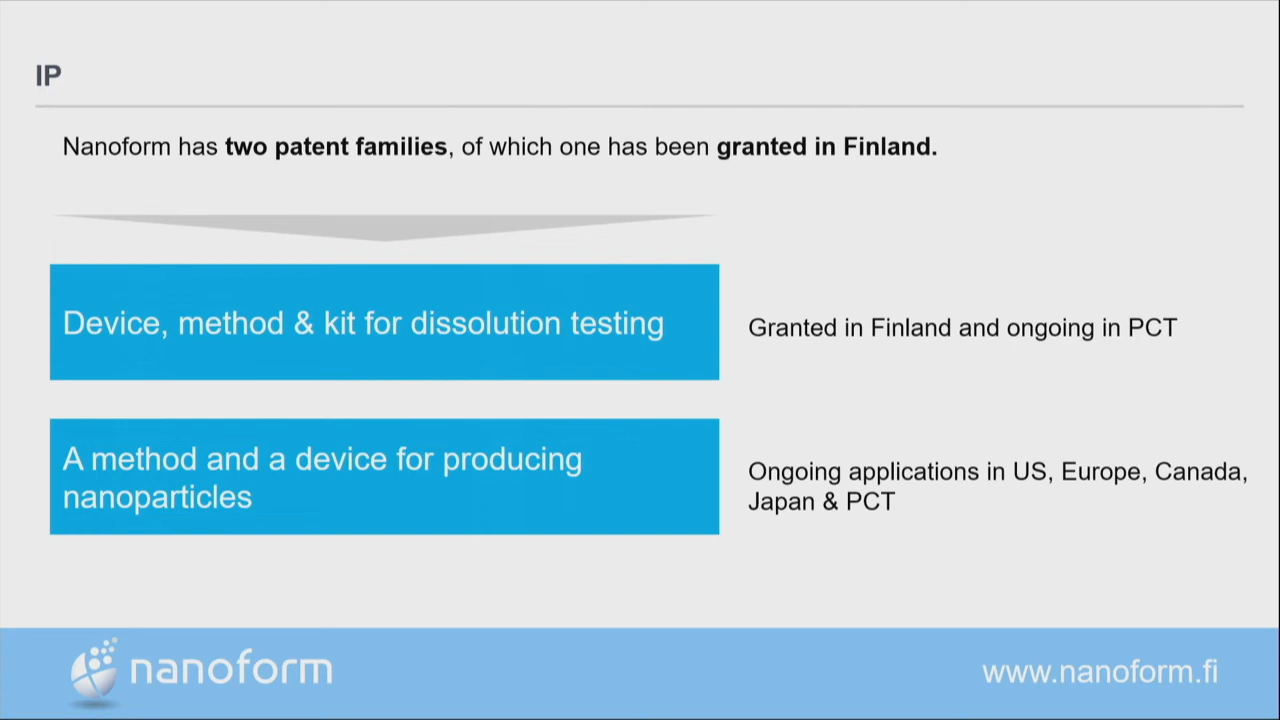 IP
Nanoform has two patent families, of which one has been granted in Finland.
Device, method & kit for dissolution testing
Granted in Finland and ongoing in PCT
A method and a device for producing
nanoparticles
Ongoing applications in US, Europe, Canada,
Japan & PCT
nanoform
www.nanoform.fi